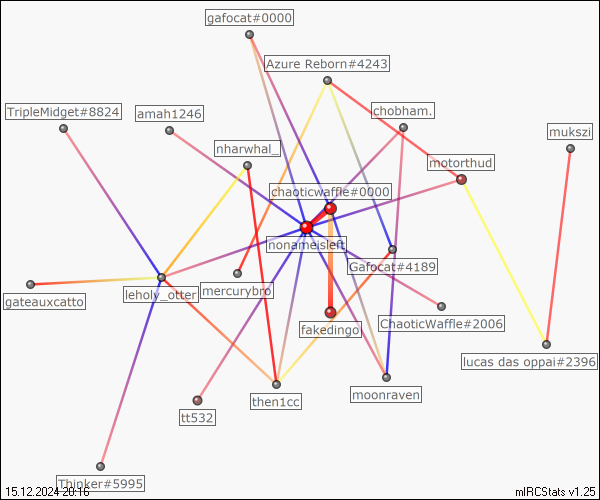 gafocat#0000
Azure Reborn#4243
TripleMidget#8824
amah1246
chobham.
mukszi
nharwhal_
motorthud
chaoticwaffle#0000
nonameisleft
Gafocat#4189
mercurybro
leholy_otter
gateauxcatto
ChaoticWaffle#2006
fakedingo
lucas das oppai#2396
moonraven
then1cc
tt532
Thinker#5995
15.12.2024 20:16
mIRCStats v1.25